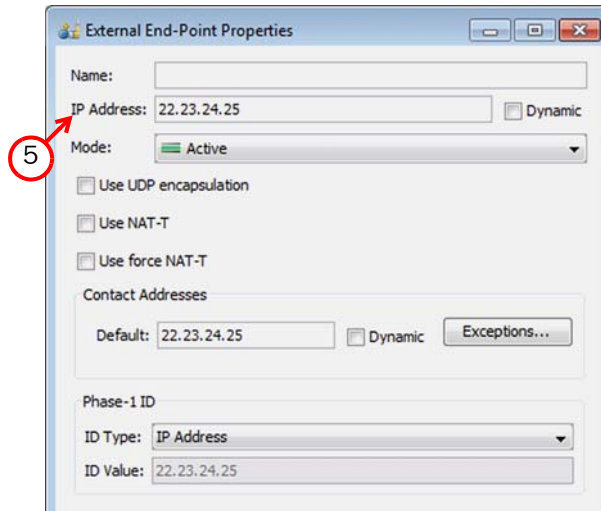 External End-Point Properties
Name:
IP Address: 22.23.24.25 Dynamic
5
Mode: Active
Use UDP encapsulation
Use NAT-T
Use force NAT-T
Contact Addresses
Default: 22.23.24.25 Dynamic Exceptions...
Phase-1 ID
ID Type: IP Address
ID Value: 22.23.24.25